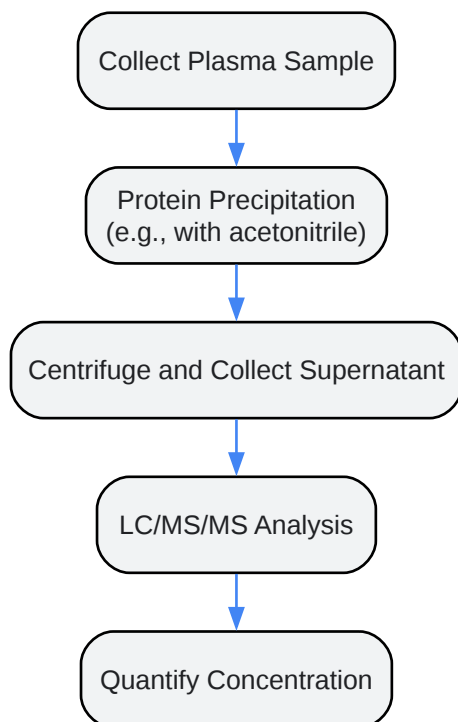 Collect Plasma Sample
Protein Precipitation
(e.g., with acetonitrile)
Centrifuge and Collect Supernatant
LC/MS/MS Analysis
Quantify Concentration